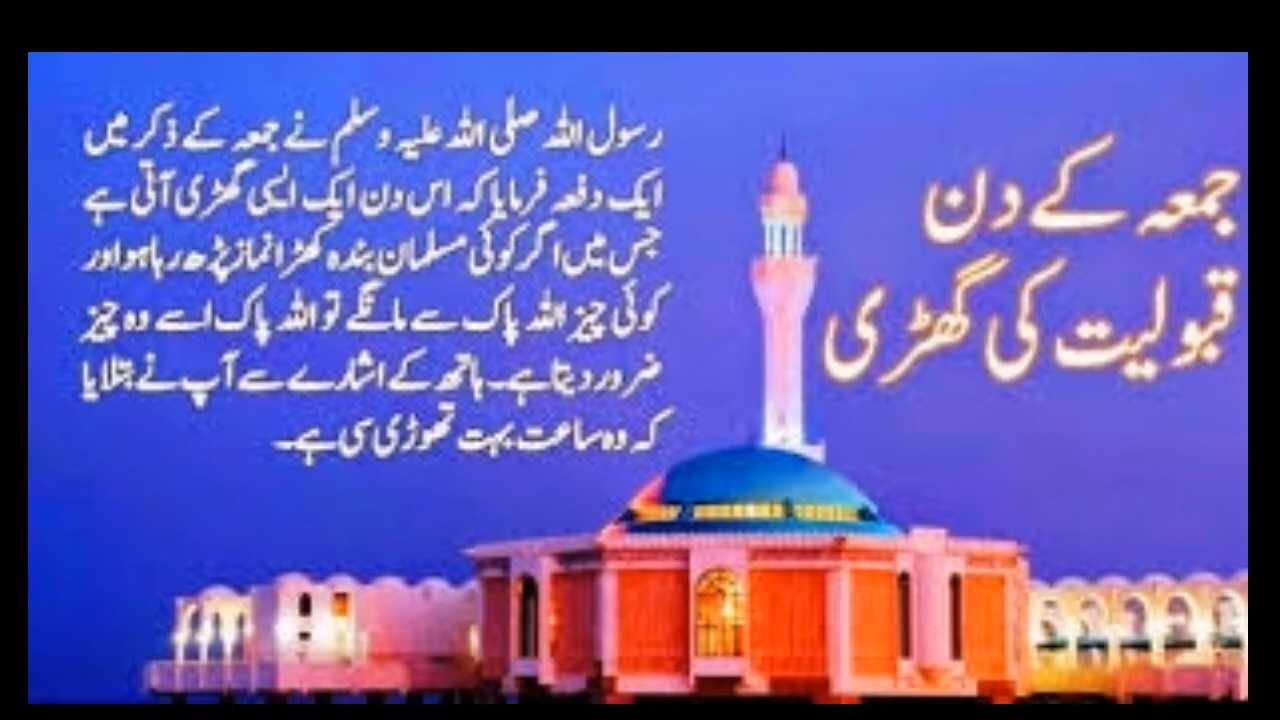 جمعہ کے دن
قبولیت کی گھڑی
رسول اللہ صلی اللہ علیہ وسلم نے جمعہ کے ذکر میں
ایک دفعہ فرمایا کہ اس دن ایک ایسی گھڑی آتی ہے
جس میں اگر کوئی مسلمان بندہ کھڑا نماز پڑھ رہا ہو اور
کوئی چیز اللہ پاک سے مانگے تو اللہ پاک اسے وہ چیز
ضرور دیتا ہے۔ ہاتھ کے اشارے سے آپ نے بتلایا
کہ وہ ساعت بہت تھوڑی سی ہے۔